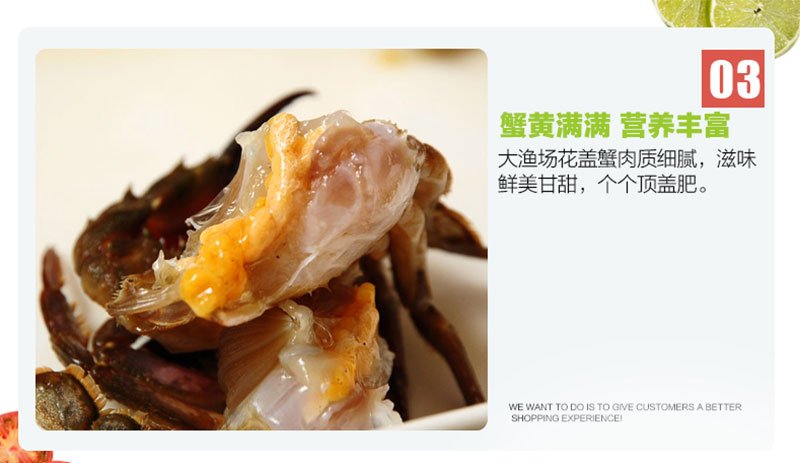 03
蟹黄满满 营养丰富
大渔场花盖蟹肉质细腻，滋味
鲜美甘甜，个个顶盖肥。
WE WANT TO DO IS TO GIVE CUSTOMERS A BETTER
SHOPPING EXPERIENCE!